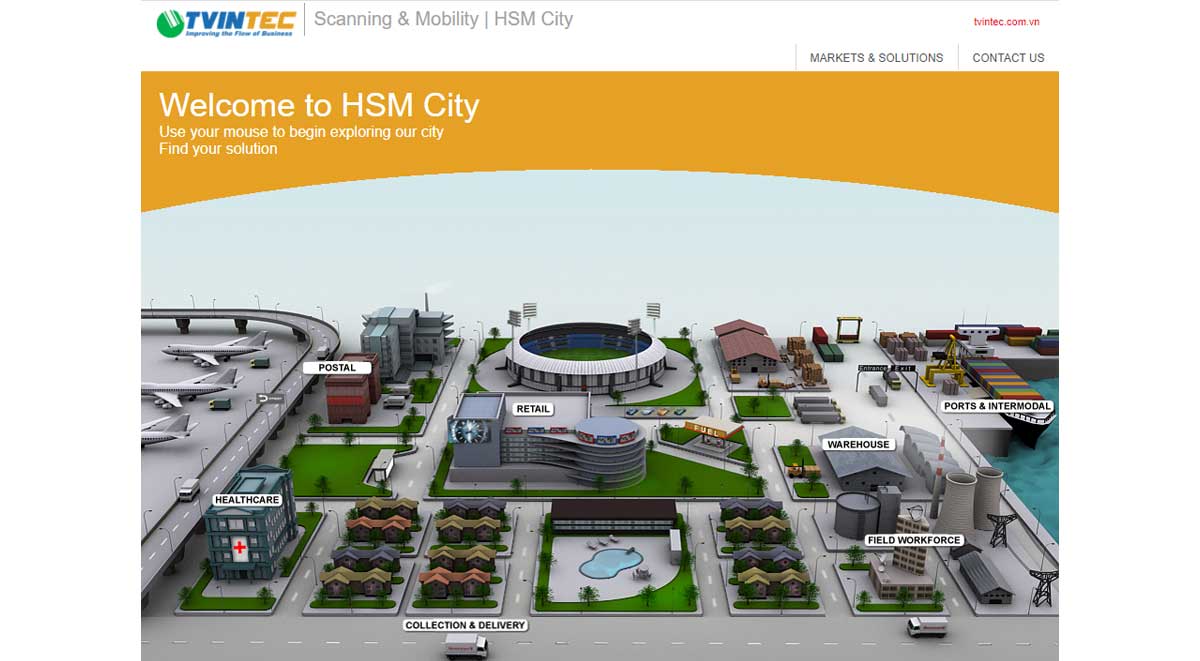 TVINTEC
Improving the Flow of Business
Scanning & Mobility | HSM City
tvintec.com.vn
MARKETS & SOLUTIONS
CONTACT US
Welcome to HSM City
Use your mouse to begin exploring our city
Find your solution
POSTAL
Entrance Exit
RETAIL
PORTS & INTERMODAL
FUEL
WAREHOUSE
HEALTHCARE
FIELD WORKFORCE
COLLECTION & DELIVERY